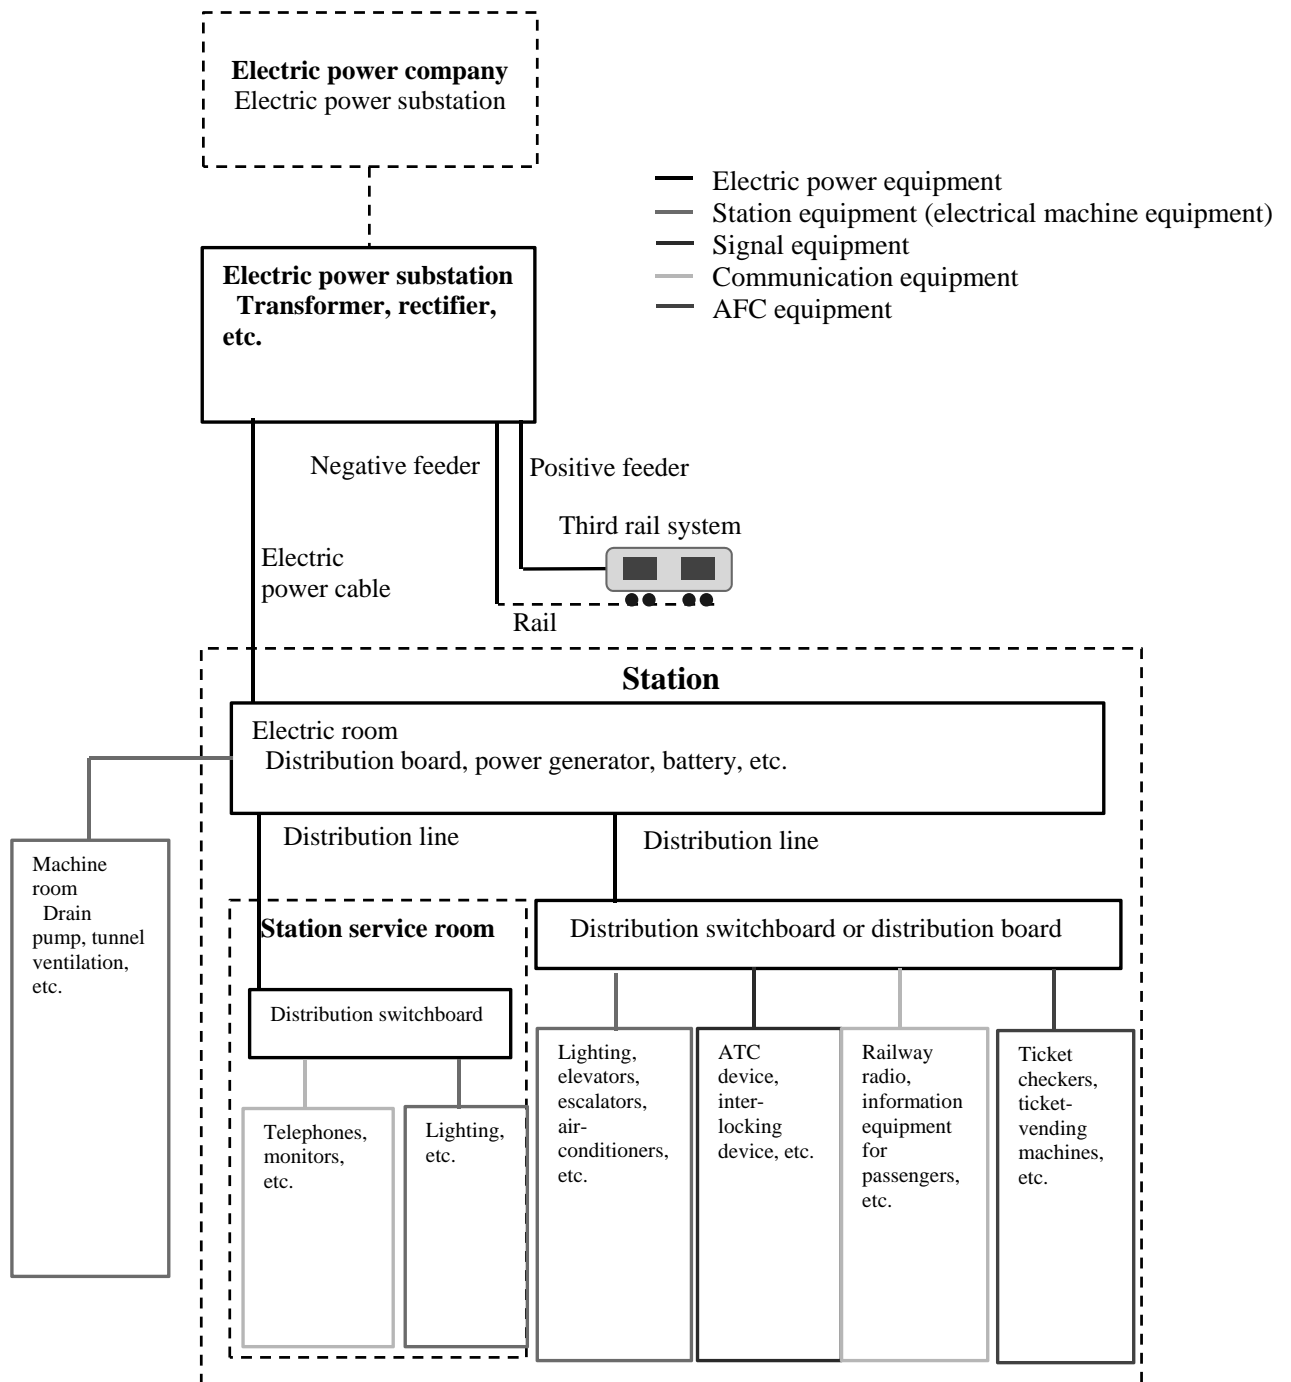 Electric power company
Electric power substation
Electric power equipment
Station equipment (electrical machine equipment)
Signal equipment
Communication equipment
AFC equipment
Electric power substation
Transformer, rectifier,
etc.
Negative feeder
Positive feeder
Third rail system
Electric
power cable
Rail
Station
Electric room
Distribution board, power generator, battery, etc.
Distribution line
Distribution line
Machine
room
Drain
pump, tunnel
ventilation,
etc.
Station service room
Distribution switchboard or distribution board
Distribution switchboard
Telephones,
monitors,
etc.
Lighting,
etc.
Lighting,
elevators,
escalators,
air-
conditioners,
etc.
ATC
device,
inter-
locking
device, etc.
Railway
radio,
information
equipment
for
passengers,
etc.
Ticket
checkers,
ticket-
vending
machines,
etc.